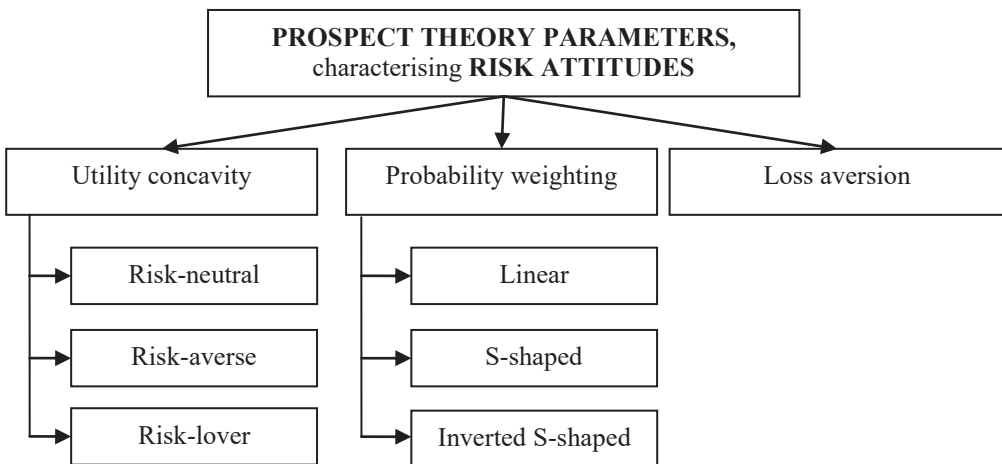 PROSPECT THEORY PARAMETERS,
characterising RISK ATTITUDES
Utility concavity
Probability weighting
Loss aversion
Risk-neutral
Linear
Risk-averse
S-shaped
Risk-lover
Inverted S-shaped